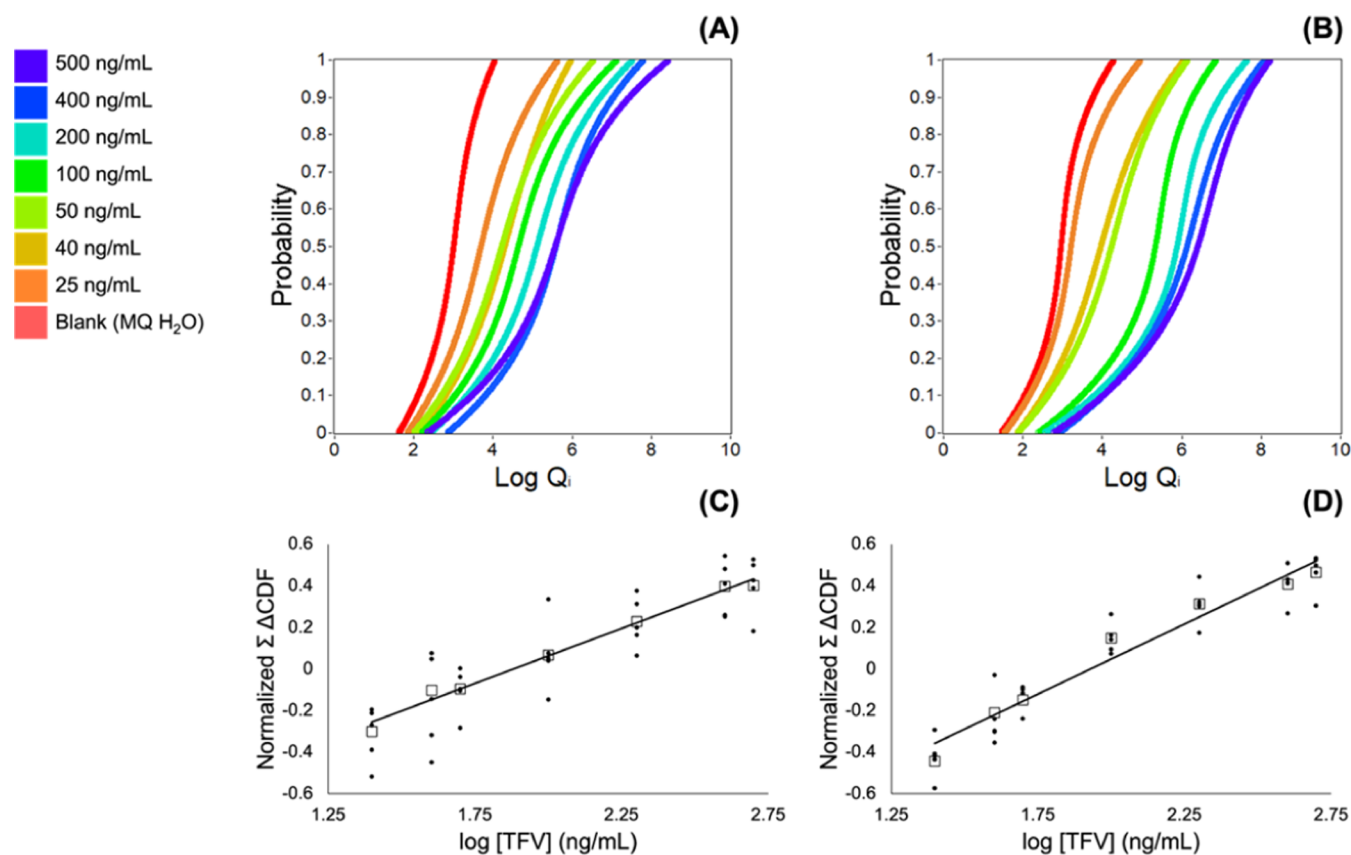 (A)
(B)
500 ng/mL
400 ng/mL
200 ng/mL
100 ng/mL
50 ng/mL
40 ng/mL
25 ng/mL
Blank (MQ H₂O)
Probability
1
0.9
0.8
0.7
0.6
0.5
0.4
0.3
0.2
0.1
0
0 2 4 6 8 10
Log Qᵢ
Probability
1
0.9
0.8
0.7
0.6
0.5
0.4
0.3
0.2
0.1
0
0 2 4 6 8 10
Log Qᵢ
(C)
Normalized Σ ΔCDF
0.6
0.4
0.2
0
-0.2
-0.4
-0.6
1.25 1.75 2.25 2.75
log [TFV] (ng/mL)
(D)
Normalized Σ ΔCDF
0.6
0.4
0.2
0
-0.2
-0.4
-0.6
1.25 1.75 2.25 2.75
log [TFV] (ng/mL)